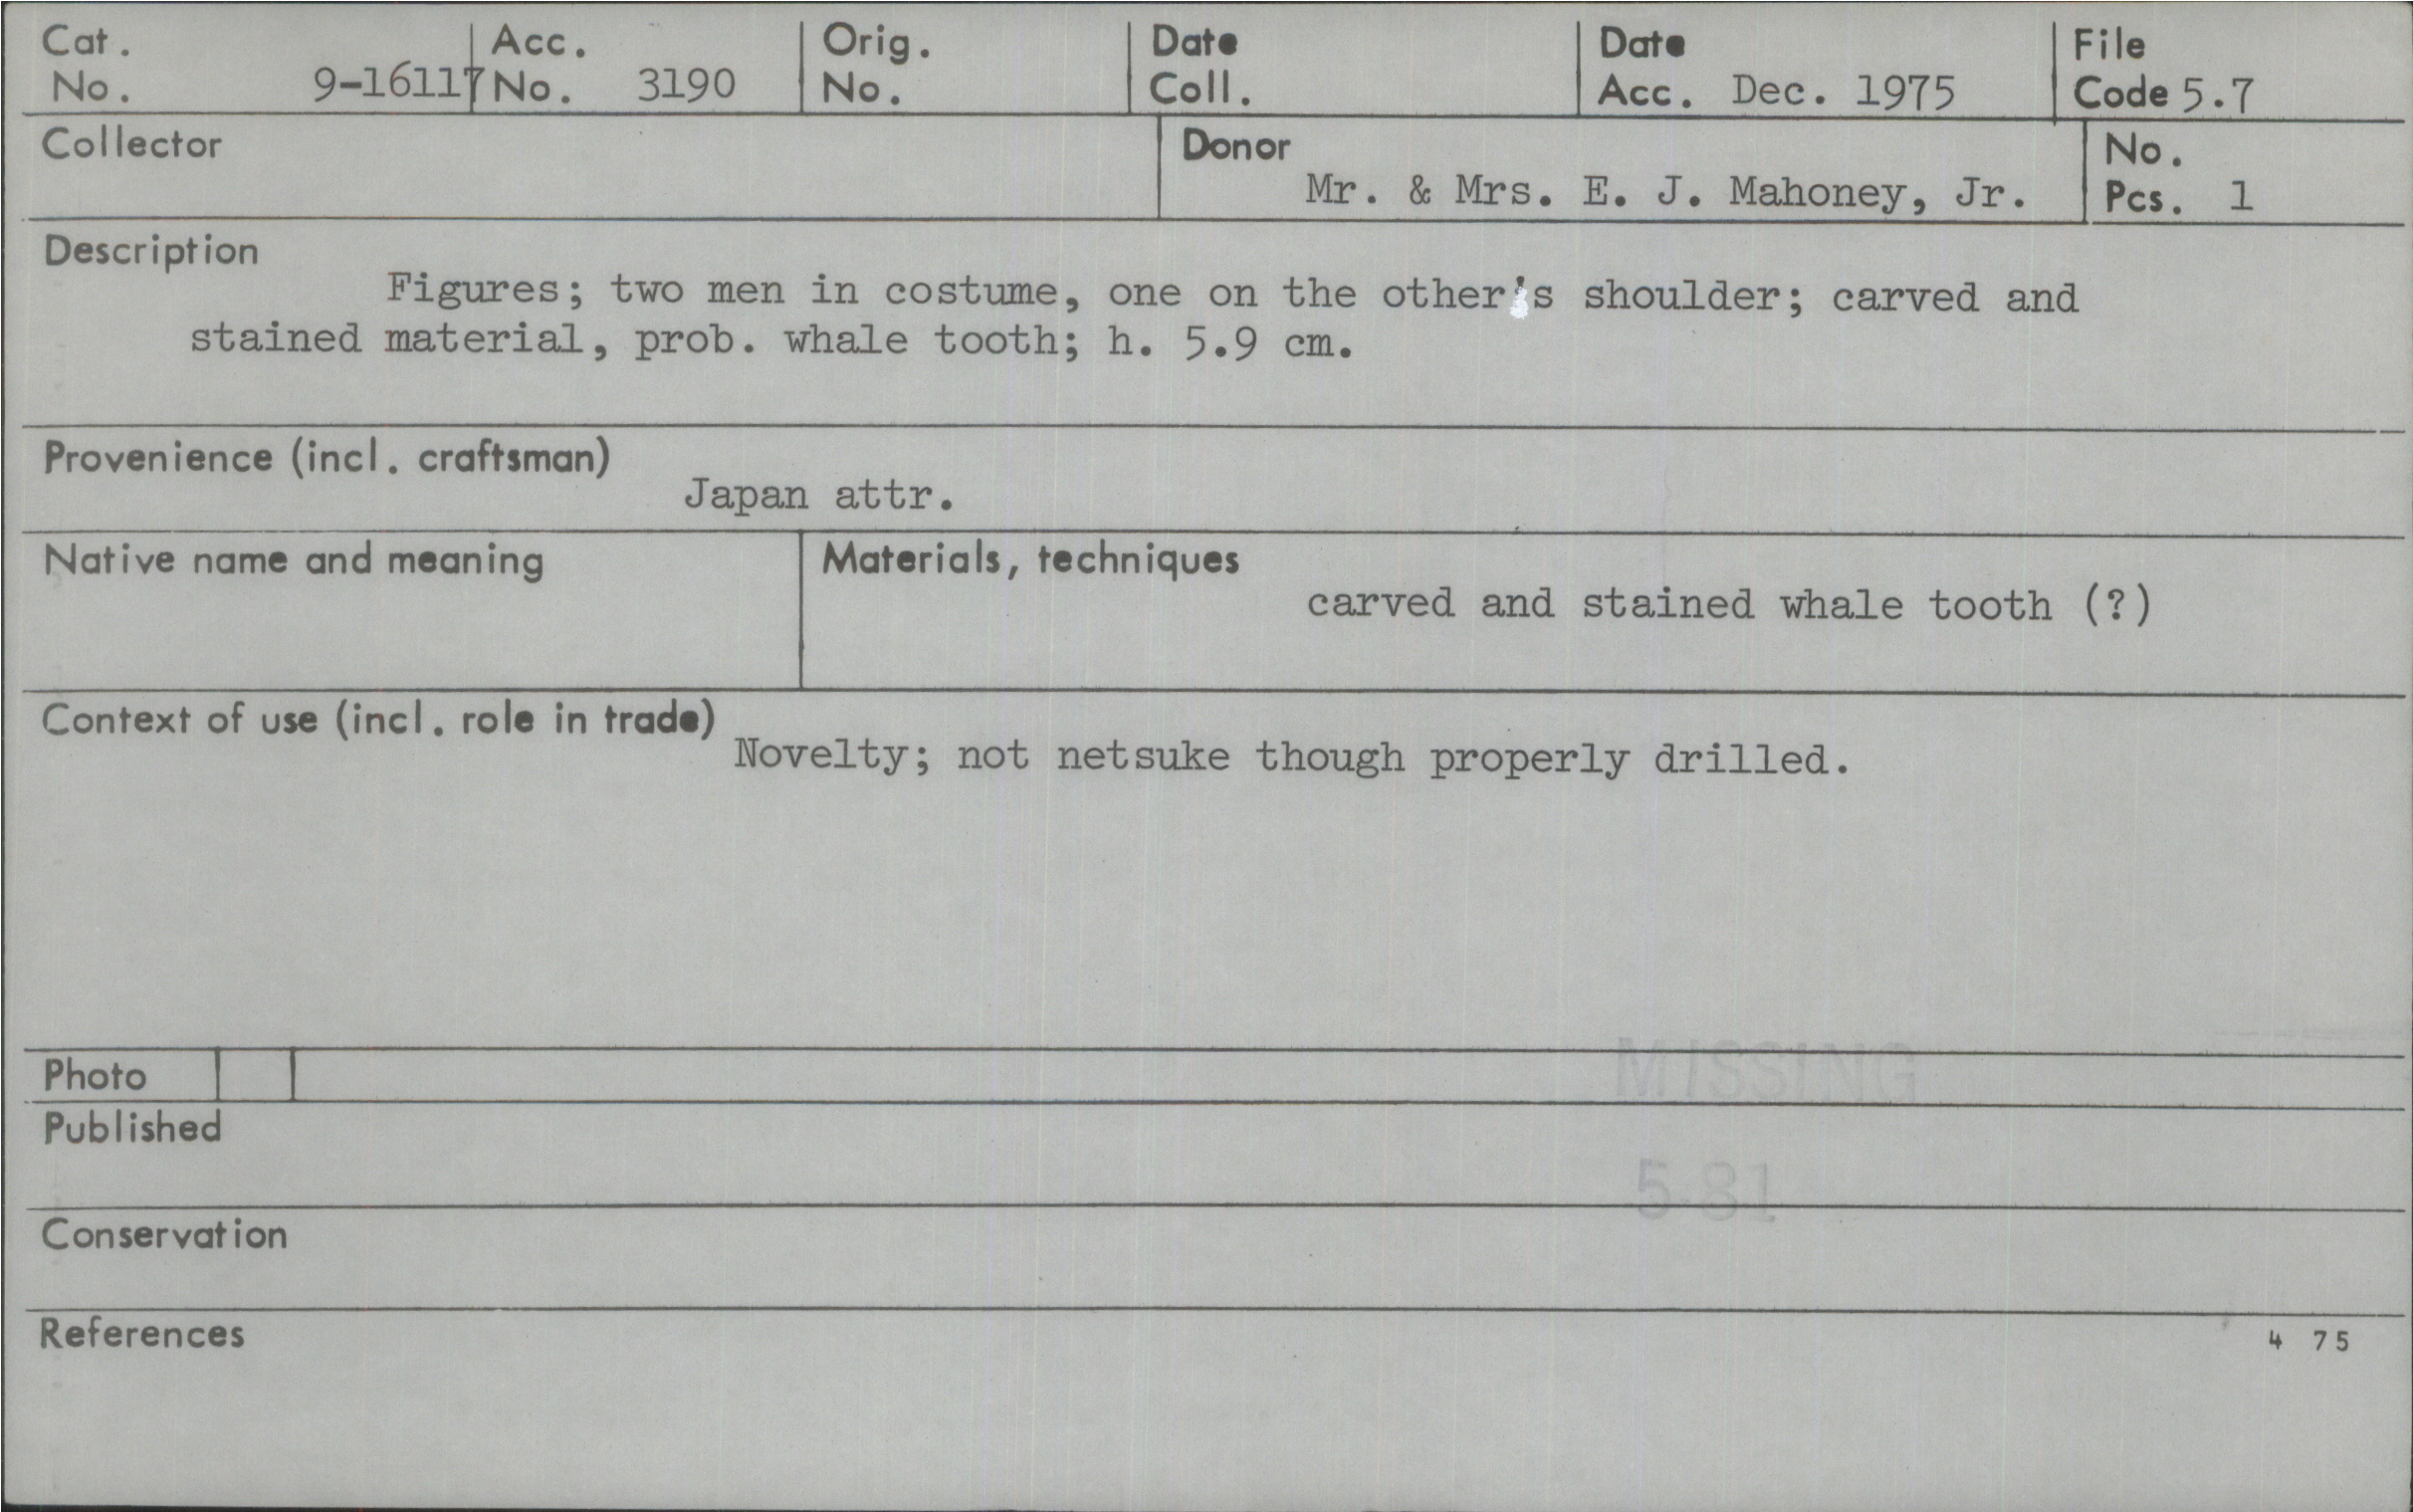 Cat. Acc. Orig. Date Date File
No. 9-16117 No. 3190 No. Coll. Acc. Dec. 1975 Code 5.7
Collector Donor No.
Mr. & Mrs. E. J. Mahoney, Jr. Pcs. 1
Description
Figures; two men in costume, one on the other's shoulder; carved and
stained material, prob. whale tooth; h. 5.9 cm.
Provenience (incl. craftsman)
Japan attr.
Native name and meaning Materials, techniques
carved and stained whale tooth (?)
Context of use (incl. role in trade)
Novelty; not netsuke though properly drilled.
MISSING
Photo
Published
5-81
Conservation
References 4 75